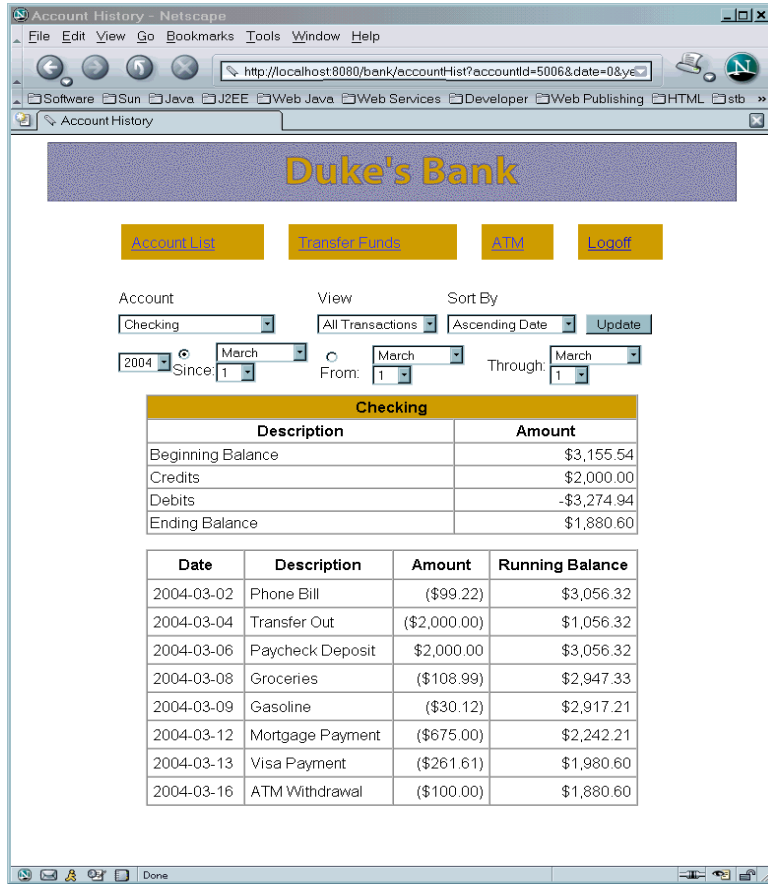 Account History - Netscape
File Edit View Go Bookmarks Tools Window Help
http://localhost:8080/bank/accountHist?accountId=5006&date=0&ye
Software Sun Java J2EE Web Java Web Services Developer Web Publishing HTML stb »
Account History
Duke's Bank
Account List Transfer Funds ATM Logoff
Account View Sort By
Checking All Transactions Ascending Date Update
2004 Since: March 1 From: March 1 Through: March 1
Checking
Description Amount
Beginning Balance $3,155.54
Credits $2,000.00
Debits -$3,274.94
Ending Balance $1,880.60
Date Description Amount Running Balance
2004-03-02 Phone Bill ($99.22) $3,056.32
2004-03-04 Transfer Out ($2,000.00) $1,056.32
2004-03-06 Paycheck Deposit $2,000.00 $3,056.32
2004-03-08 Groceries ($108.99) $2,947.33
2004-03-09 Gasoline ($30.12) $2,917.21
2004-03-12 Mortgage Payment ($675.00) $2,242.21
2004-03-13 Visa Payment ($261.61) $1,980.60
2004-03-16 ATM Withdrawal ($100.00) $1,880.60
Done